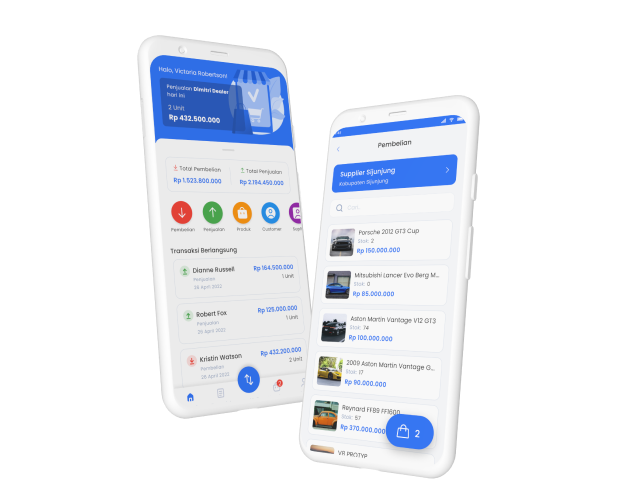 Halo, Victoria Robertson!
Penjualan Dimitri Dealer
hari ini
2 Unit
Rp 432.500.000
Total Pembelian
Rp 1.523.800.000
Total Penjualan
Rp 2.194.450.000
Pembelian
Penjualan
Produk
Customer
Transaksi Berlangsung
Dianne Russell
Rp 164.500.000
Penjualan
1 Unit
26 April 2022
Robert Fox
Rp 125.000.000
Penjualan
1 Unit
26 April 2022
Kristin Watson
Rp 432.200.000
Pembelian
2 Unit
26 April 2022
2
Pembelian
Supplier Sijunjung
Kabupaten Sijunjung
Porsche 2012 GT3 Cup
Stok: 2
Rp 150.000.000
Mitsubishi Lancer Evo Berg M...
Stok: 0
Rp 85.000.000
Aston Martin Vantage V12 GT3
Stok: 74
Rp 100.000.000
2009 Aston Martin Vantage G...
Stok: 17
Rp 90.000.000
Reynard FF89 FF1600
Stok: 57
Rp 370.000.000
2
VR PROTYP